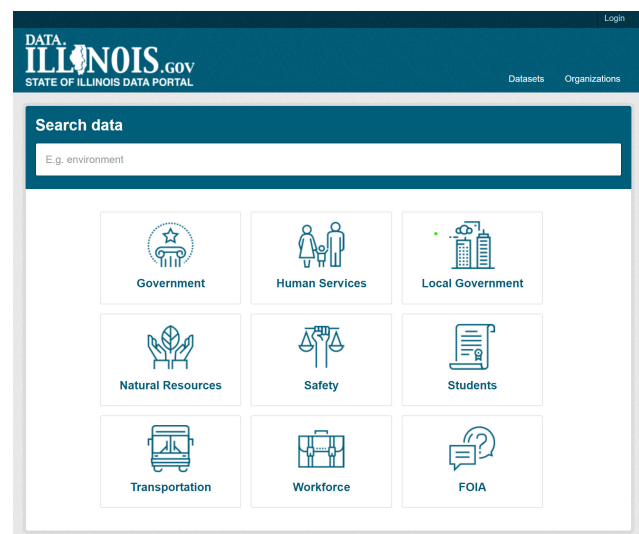 Login
DATA.
ILLINOIS.GOV
STATE OF ILLINOIS DATA PORTAL
Datasets Organizations
Search data
E.g. environment
Government Human Services Local Government
Natural Resources Safety Students
Transportation Workforce FOIA